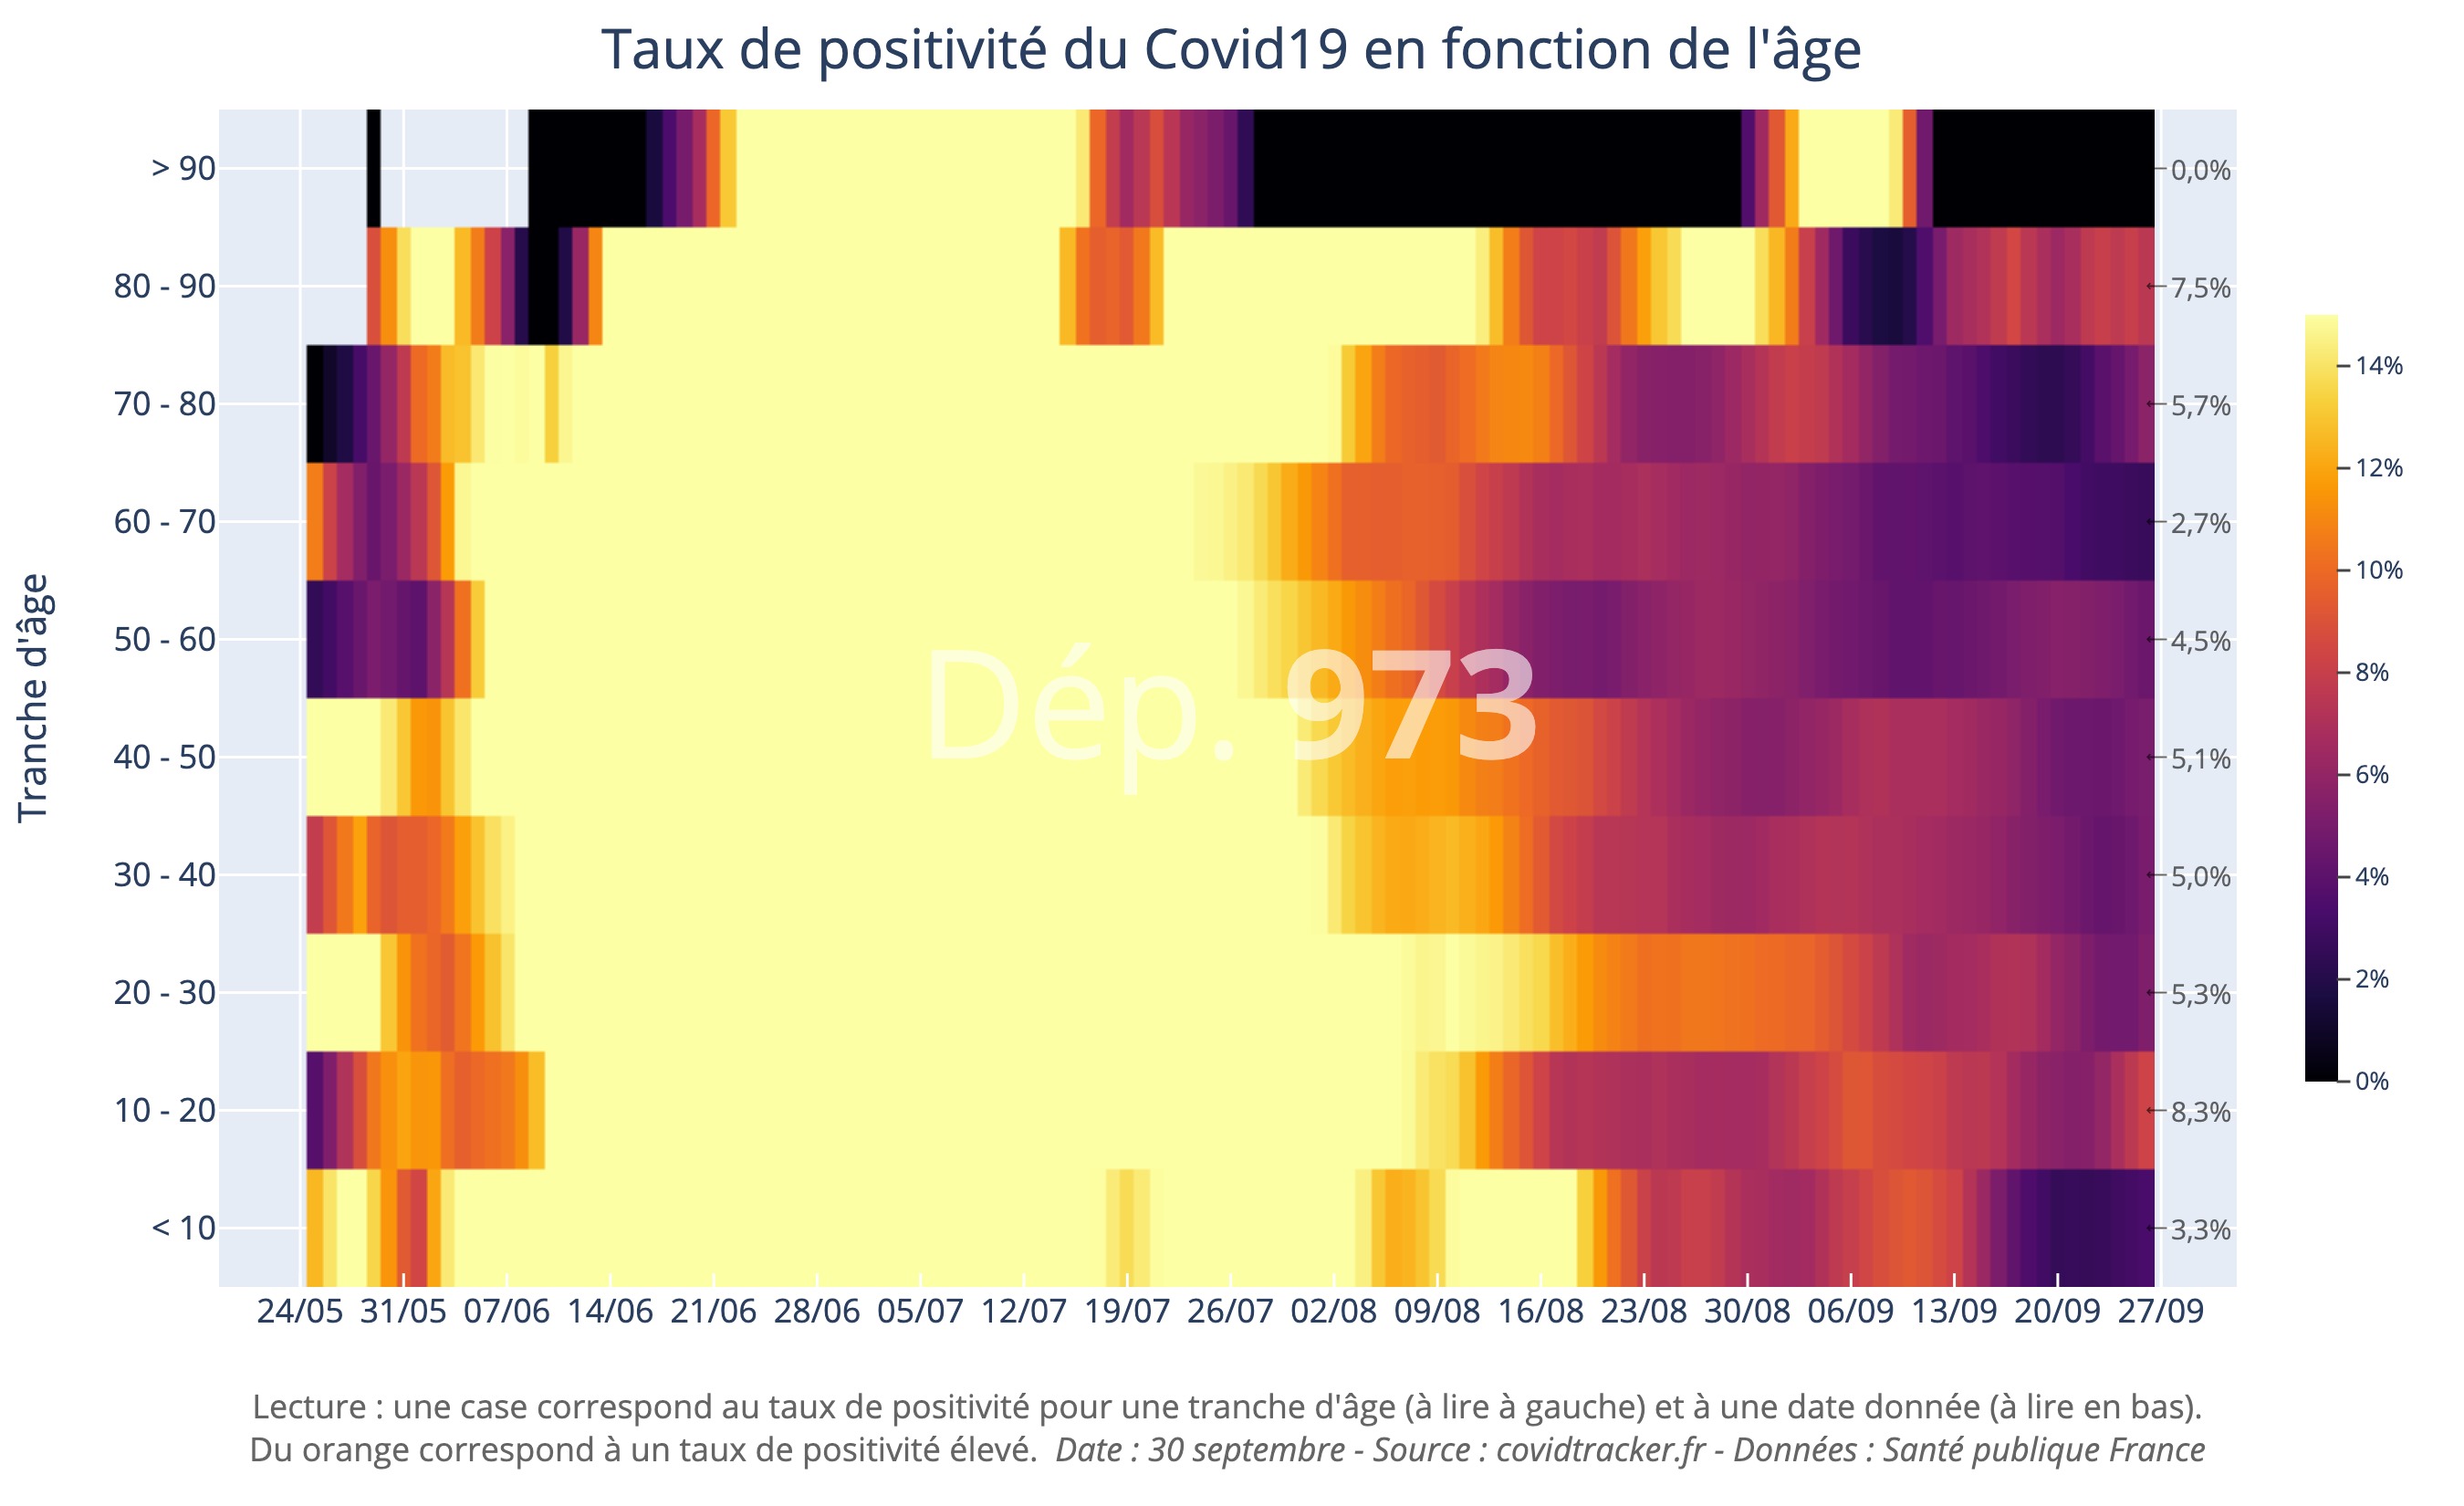 Taux de positivité du Covid19 en fonction de l'âge
Tranche d'âge
> 90
80 - 90
70 - 80
60 - 70
50 - 60
40 - 50
30 - 40
20 - 30
10 - 20
< 10
Dép. 973
0,0%
7,5%
5,7%
2,7%
4,5%
5,1%
5,0%
5,3%
8,3%
3,3%
14%
12%
10%
8%
6%
4%
2%
0%
24/05 31/05 07/06 14/06 21/06 28/06 05/07 12/07 19/07 26/07 02/08 09/08 16/08 23/08 30/08 06/09 13/09 20/09 27/09
Lecture : une case correspond au taux de positivité pour une tranche d'âge (à lire à gauche) et à une date donnée (à lire en bas).
Du orange correspond à un taux de positivité élevé. Date : 30 septembre - Source : covidtracker.fr - Données : Santé publique France